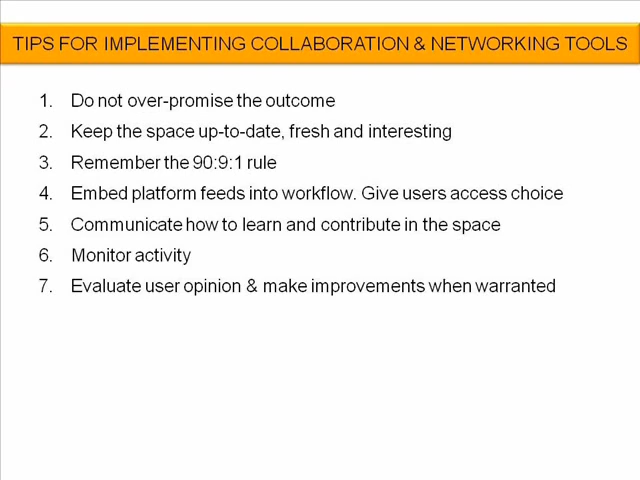 TIPS FOR IMPLEMENTING COLLABORATION & NETWORKING TOOLS
1. Do not over-promise the outcome
2. Keep the space up-to-date, fresh and interesting
3. Remember the 90:9:1 rule
4. Embed platform feeds into workflow. Give users access choice
5. Communicate how to learn and contribute in the space
6. Monitor activity
7. Evaluate user opinion & make improvements when warranted